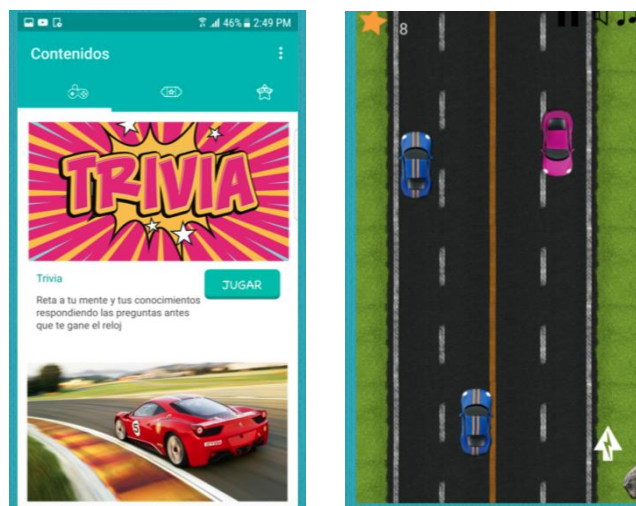 46% 2:49 PM
Contenidos
TRIVIA
Trivia
JUGAR
Reta a tu mente y tus conocimientos
respondiendo las preguntas antes
que te gane el reloj
5
8